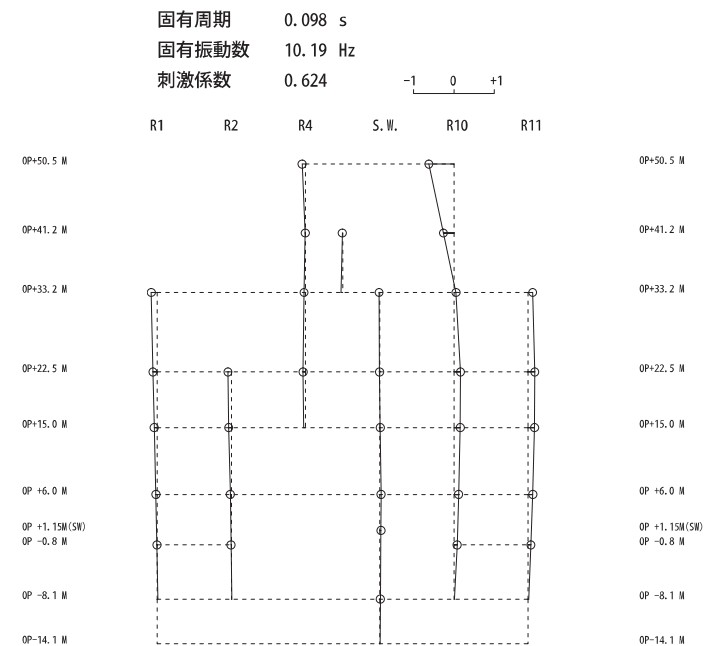 固有周期 0.098 s
固有振動数 10.19 Hz
刺激係数 0.624
-1 0 +1
R1 R2 R4 S.W. R10 R11
OP+50.5 M OP+50.5 M
OP+41.2 M OP+41.2 M
OP+33.2 M OP+33.2 M
OP+22.5 M OP+22.5 M
OP+15.0 M OP+15.0 M
OP +6.0 M OP +6.0 M
OP +1.15M(SW) OP +1.15M(SW)
OP -0.8 M OP -0.8 M
OP -8.1 M OP -8.1 M
OP-14.1 M OP-14.1 M